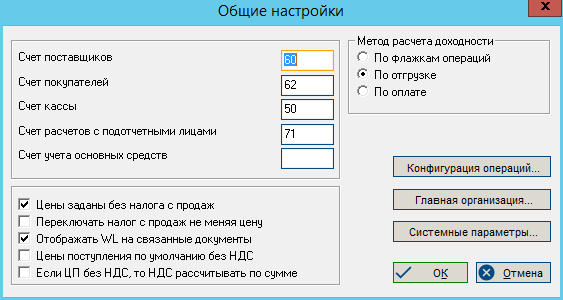 Общие настройки
x
Счет поставщиков 60
Счет покупателей 62
Счет кассы 50
Счет расчетов с подотчетными лицами 71
Счет учета основных средств
Метод расчета доходности
По флажкам операций
По отгрузке
По оплате
Цены заданы без налога с продаж
Переключать налог с продаж не меняя цену
Отображать WL на связанные документы
Цены поступления по умолчанию без НДС
Если ЦП без НДС, то НДС рассчитывать по сумме
Конфигурация операций...
Главная организация...
Системные параметры...
ОК
Отмена